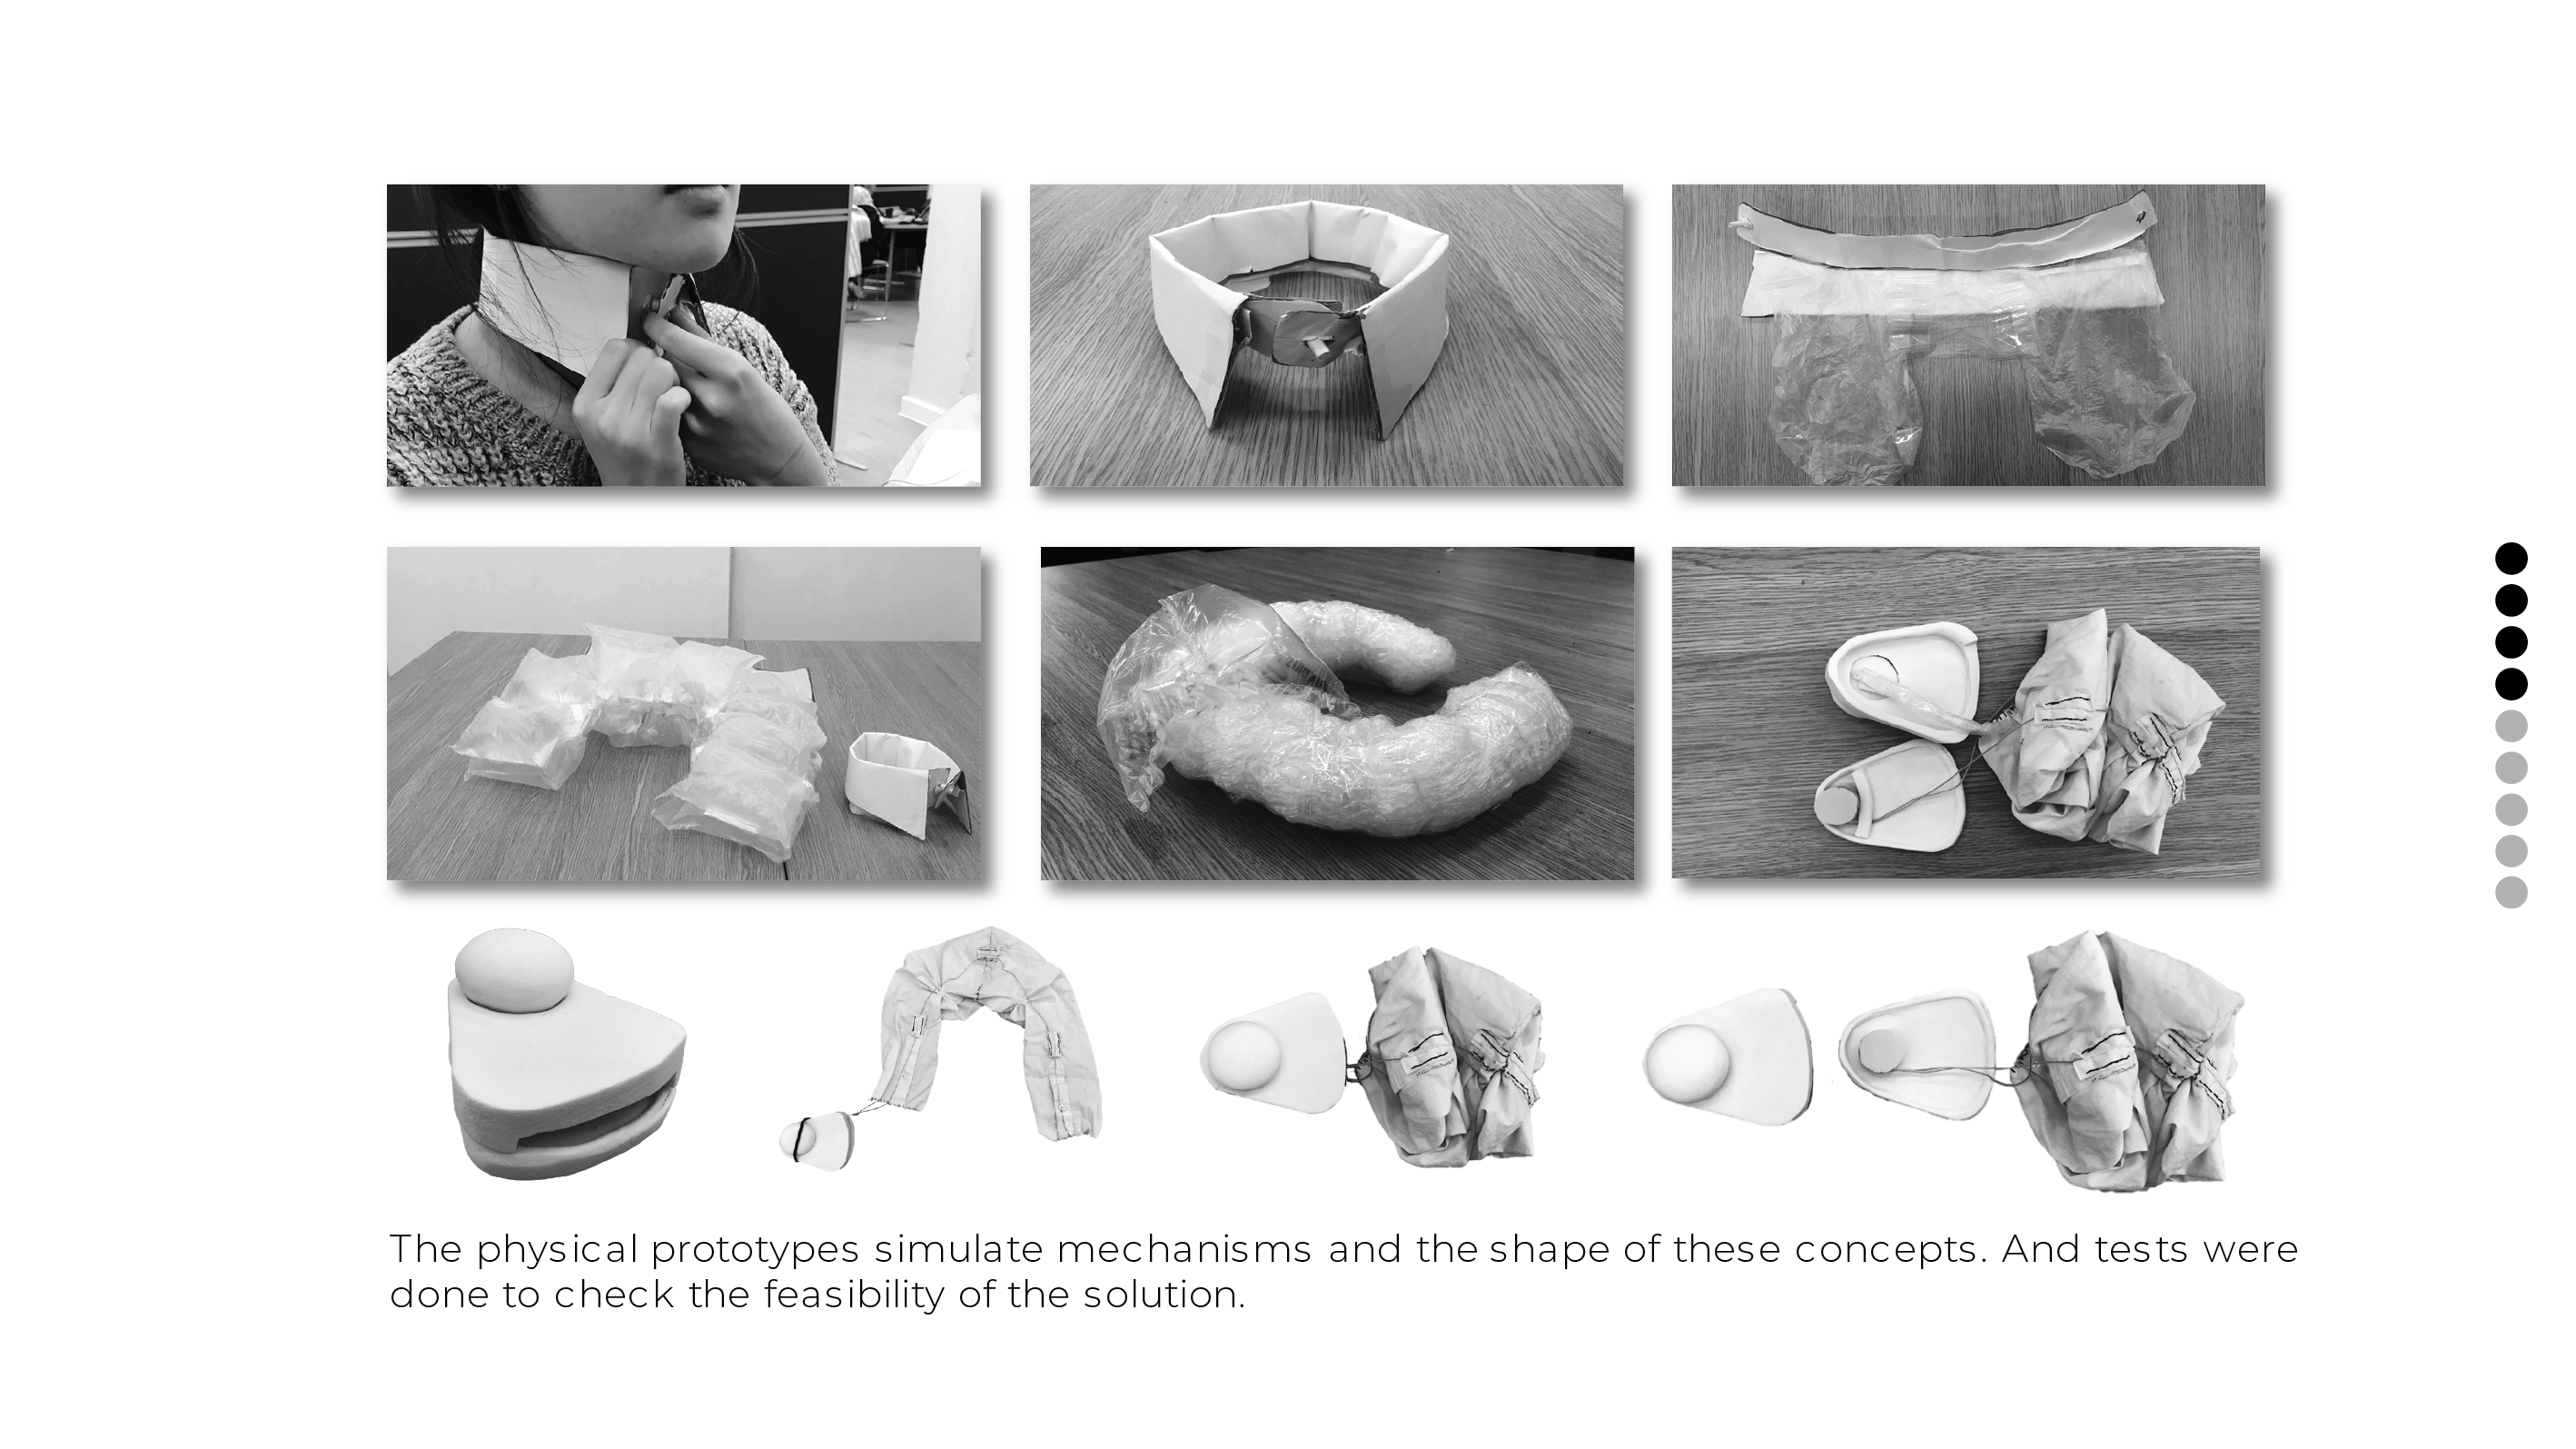 The physical prototypes simulate mechanisms and the shape of these concepts. And tests were
done to check the feasibility of the solution.